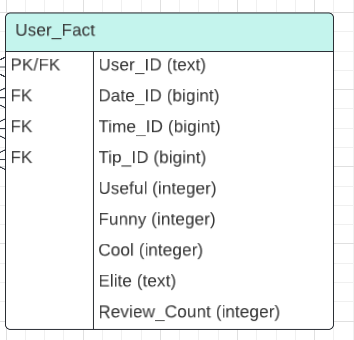 User_Fact
PK/FK User_ID (text)
FK Date_ID (bigint)
FK Time_ID (bigint)
FK Tip_ID (bigint)
Useful (integer)
Funny (integer)
Cool (integer)
Elite (text)
Review_Count (integer)